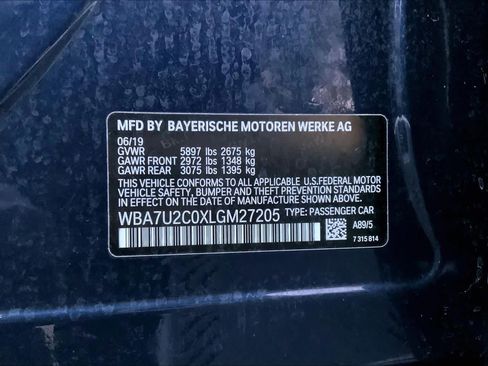 MFD BY BAYERISCHE MOTOREN WERKE AG
06/19
GVWR 5897 lbs 2675 kg
GAWR FRONT 2972 lbs 1348 kg
GAWR REAR 3075 lbs 1395 kg
THIS VEHICLE CONFORMS TO ALL APPLICABLE U.S.FEDERAL MOTOR
VEHICLE SAFETY, BUMPER, AND THEFT PREVENTION STANDARDS
IN EFFECT ON THE DATE OF MANUFACTURE SHOWN ABOVE.
WBA7U2C0XLGM27205 TYPE: PASSENGER CAR
A89/5
7 315 814